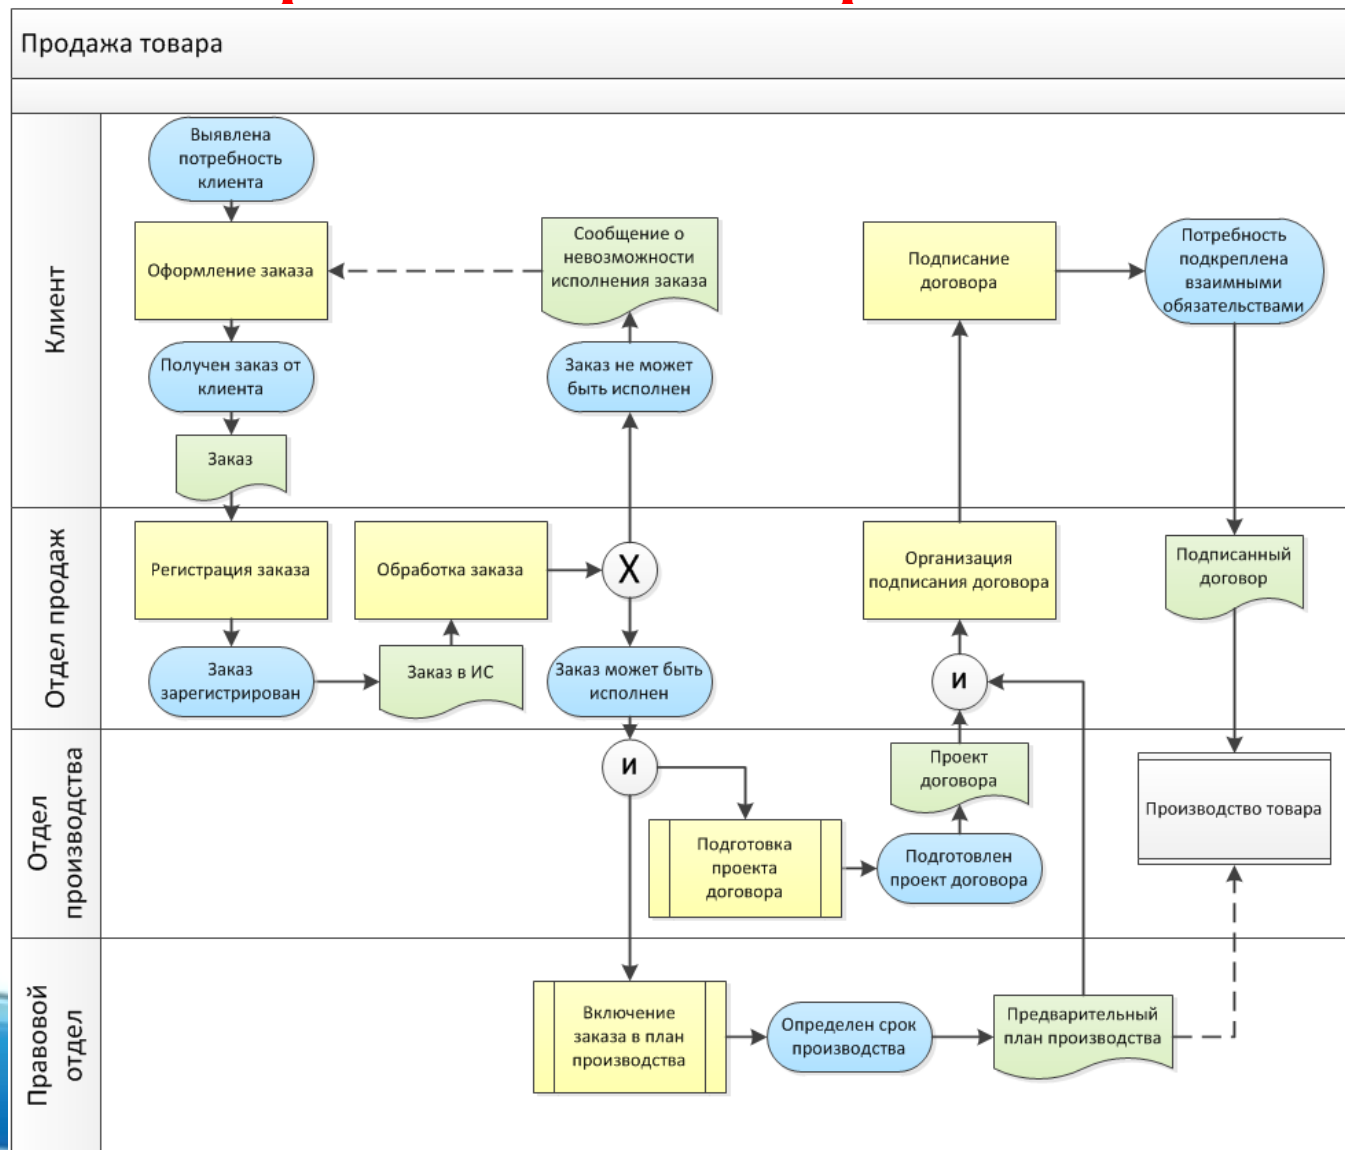 Продажа товара
Клиент
Выявлена
потребность
клиента
Оформление заказа
Получен заказ от
клиента
Заказ
Сообщение о
невозможности
исполнения заказа
Заказ не может
быть исполнен
Подписание
договора
Потребность
подкреплена
взаимными
обязательствами
Отдел продаж
Регистрация заказа
Заказ
зарегистрирован
Обработка заказа
Заказ в ИС
X
Заказ может быть
исполнен
Организация
подписания договора
и
Подписанный
договор
Отдел
производства
и
Подготовка
проекта
договора
Проект
договора
Подготовлен
проект договора
Производство товара
Правовой
отдел
Включение
заказа в план
производства
Определен срок
производства
Предварительный
план производства